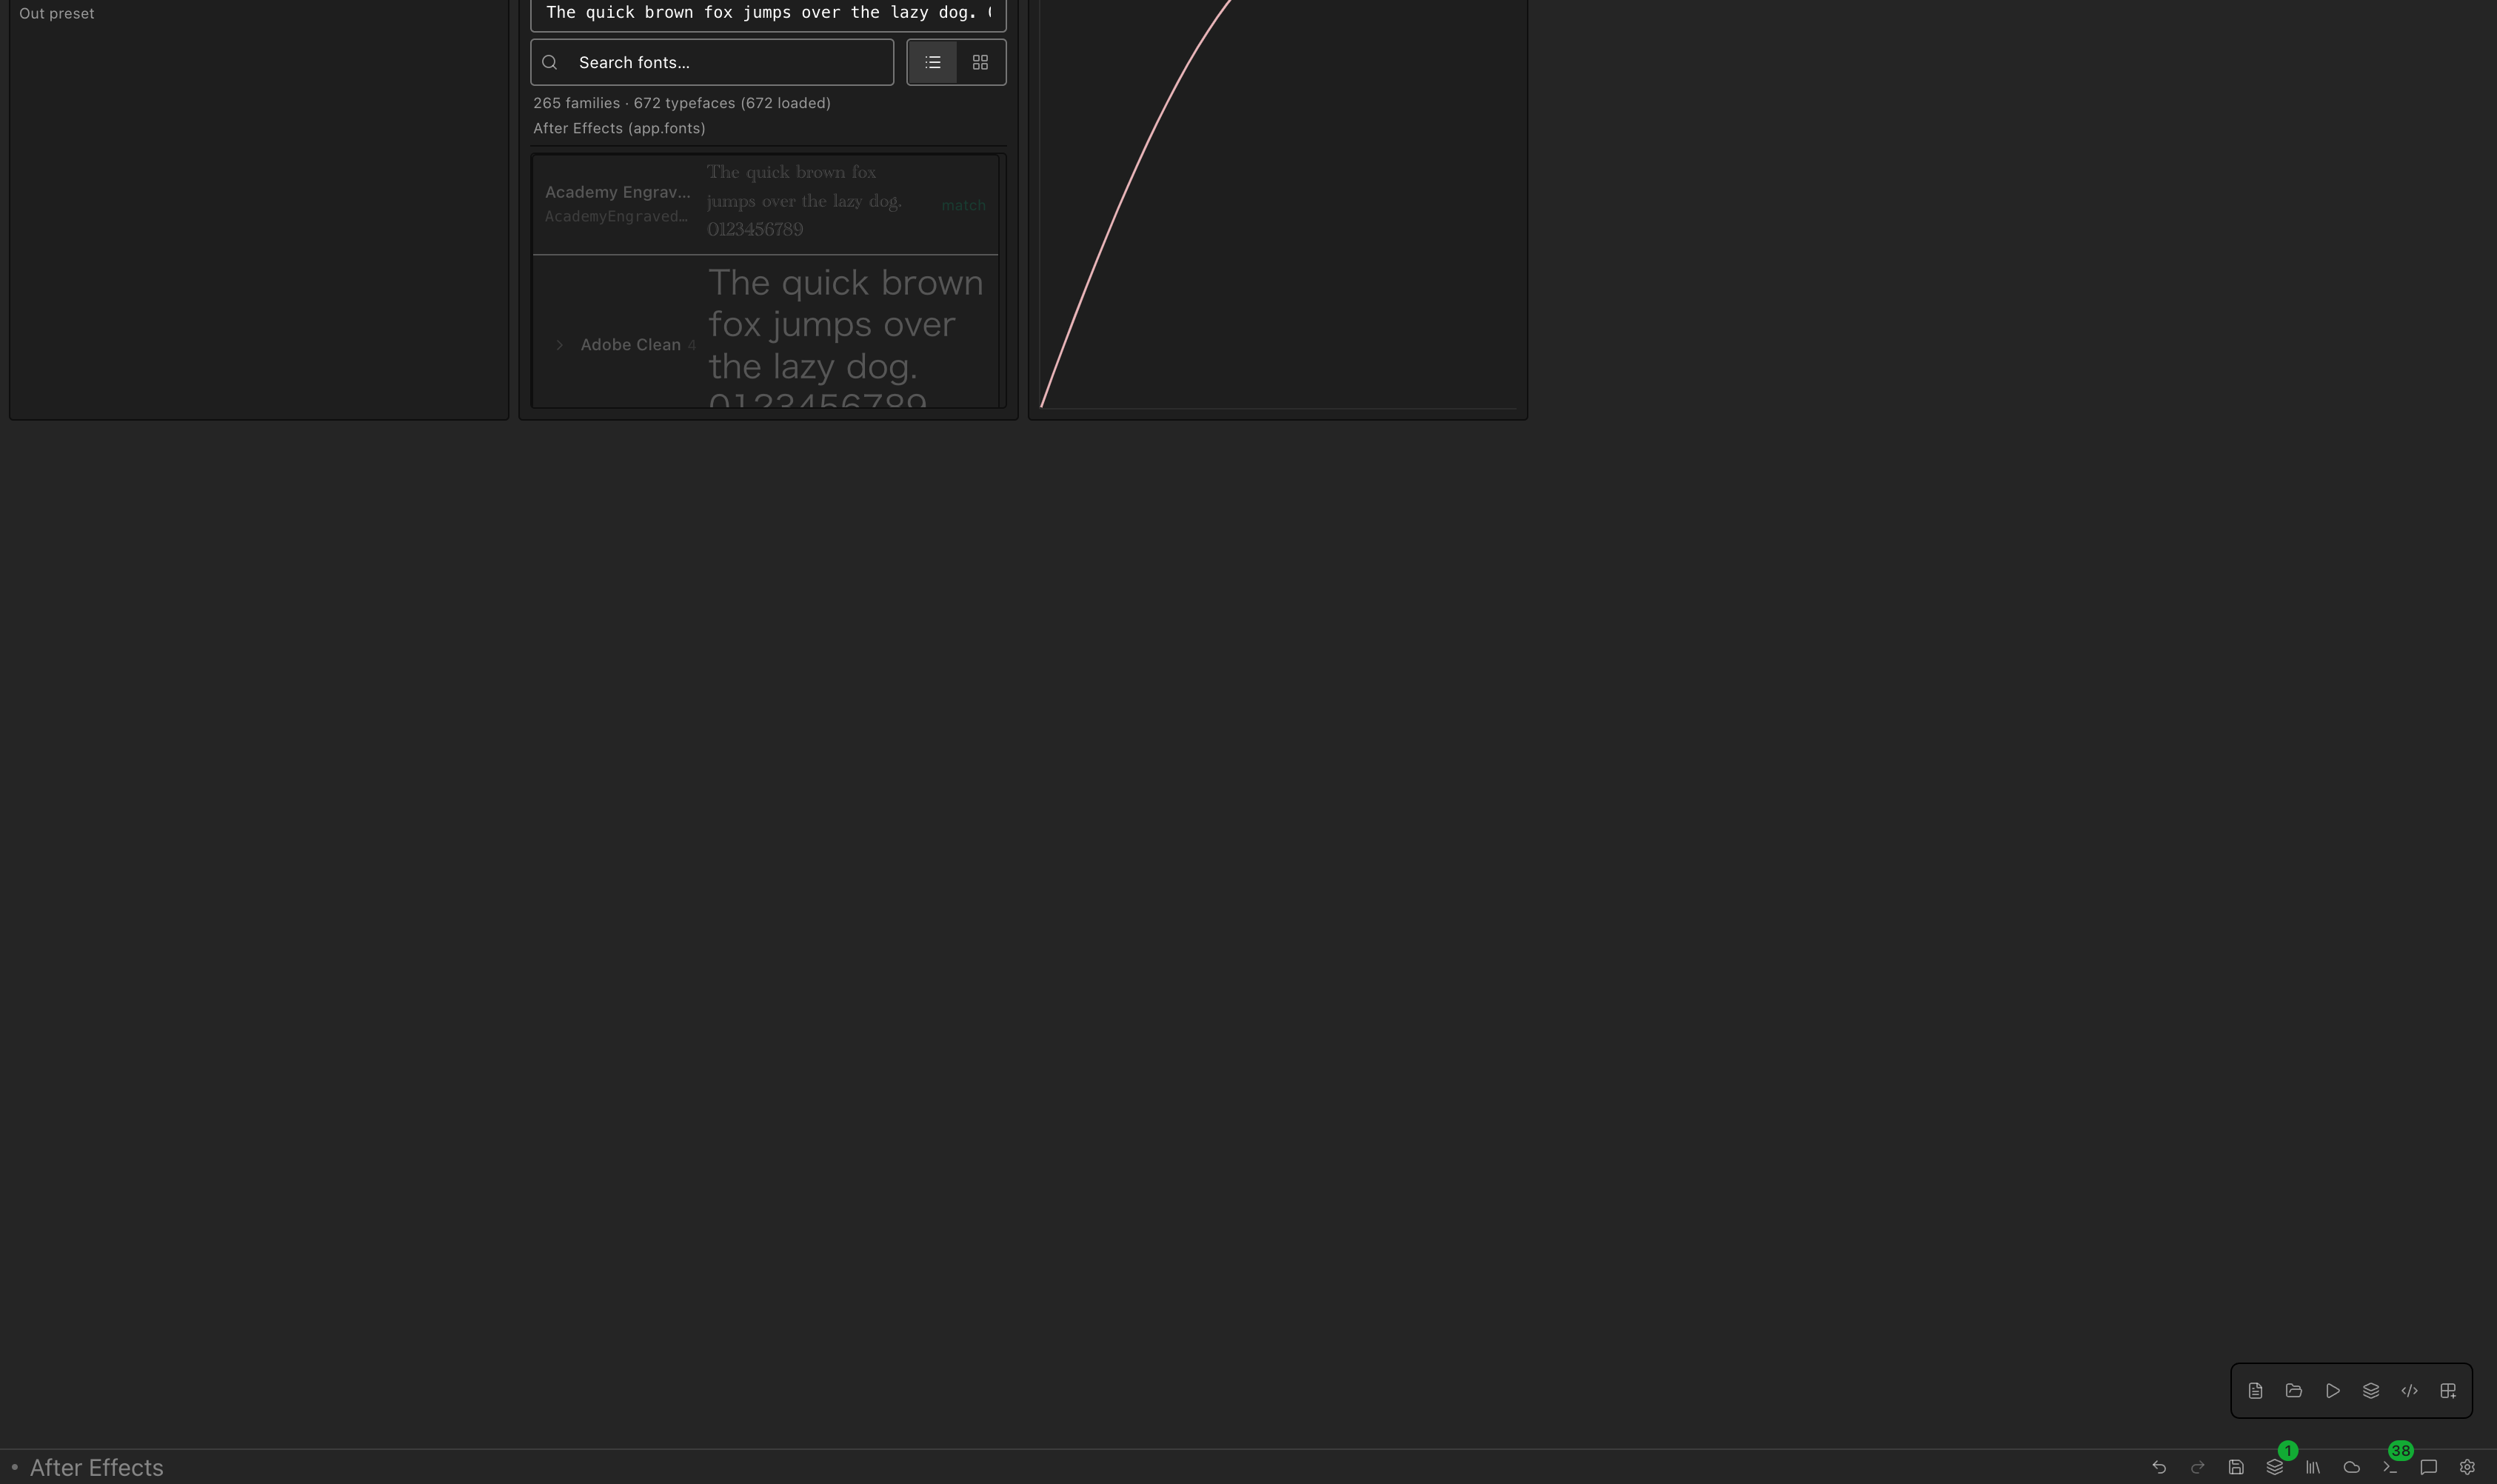 Out preset
The quick brown fox jumps over the lazy dog.
Search fonts...
265 families · 672 typefaces (672 loaded)
After Effects (app.fonts)
Academy Engrav...
AcademyEngraved…
The quick brown fox
jumps over the lazy dog.
0123456789
match
Adobe Clean 4
The quick brown
fox jumps over
the lazy dog.
0123456789
1
38
• After Effects